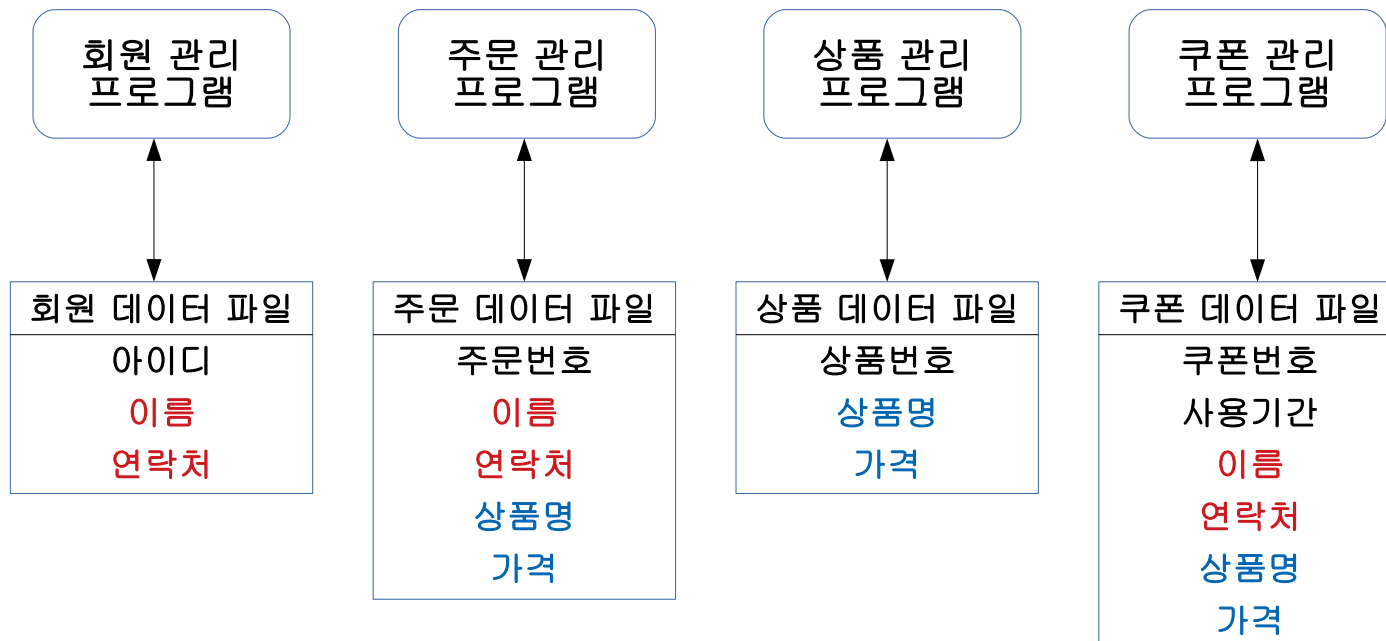 회원 관리
프로그램
주문 관리
프로그램
상품 관리
프로그램
쿠폰 관리
프로그램
회원 데이터 파일
아이디
이름
연락처
주문 데이터 파일
주문번호
이름
연락처
상품명
가격
상품 데이터 파일
상품번호
상품명
가격
쿠폰 데이터 파일
쿠폰번호
사용기간
이름
연락처
상품명
가격